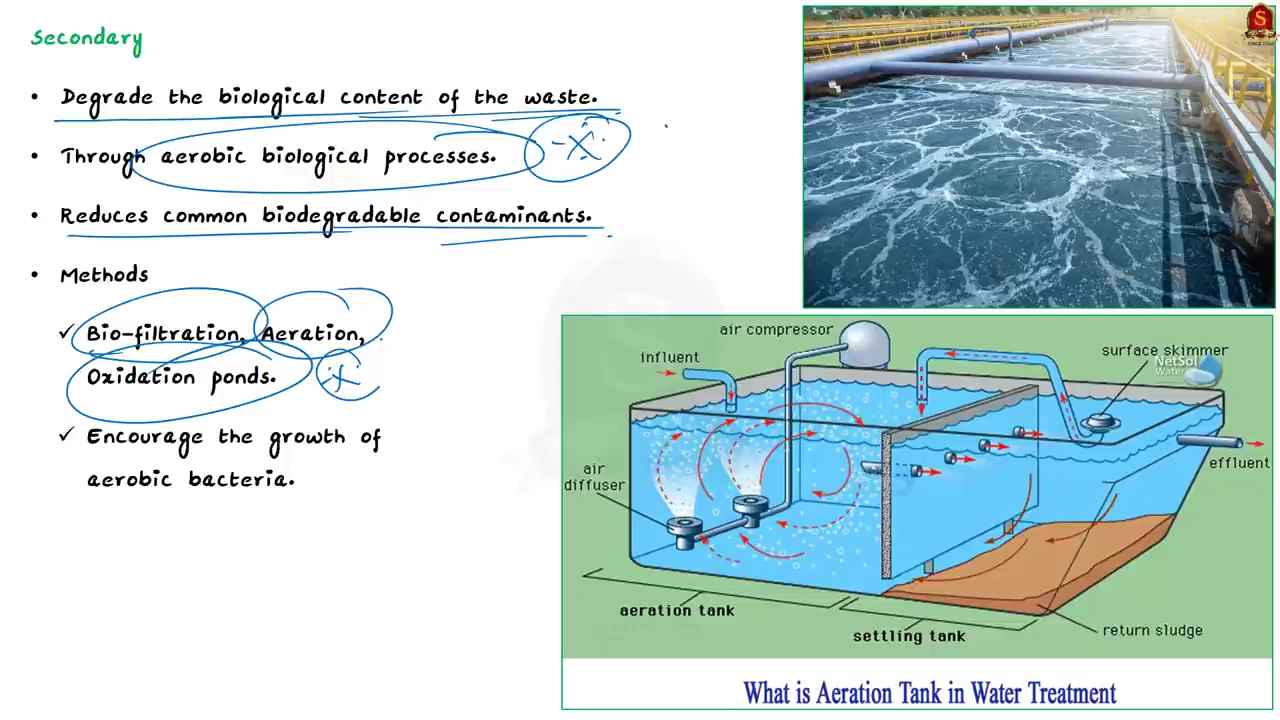 Secondary
• Degrade the biological content of the waste.
• Through aerobic biological processes. -X
• Reduces common biodegradable contaminants.
• Methods
✓ Bio-filtration, Aeration,
Oxidation ponds. -X
✓ Encourage the growth of
aerobic bacteria.
S
air compressor
influent
surface skimmer
NetSol
Water
effluent
air
diffuser
aeration tank
settling tank
return sludge
What is Aeration Tank in Water Treatment